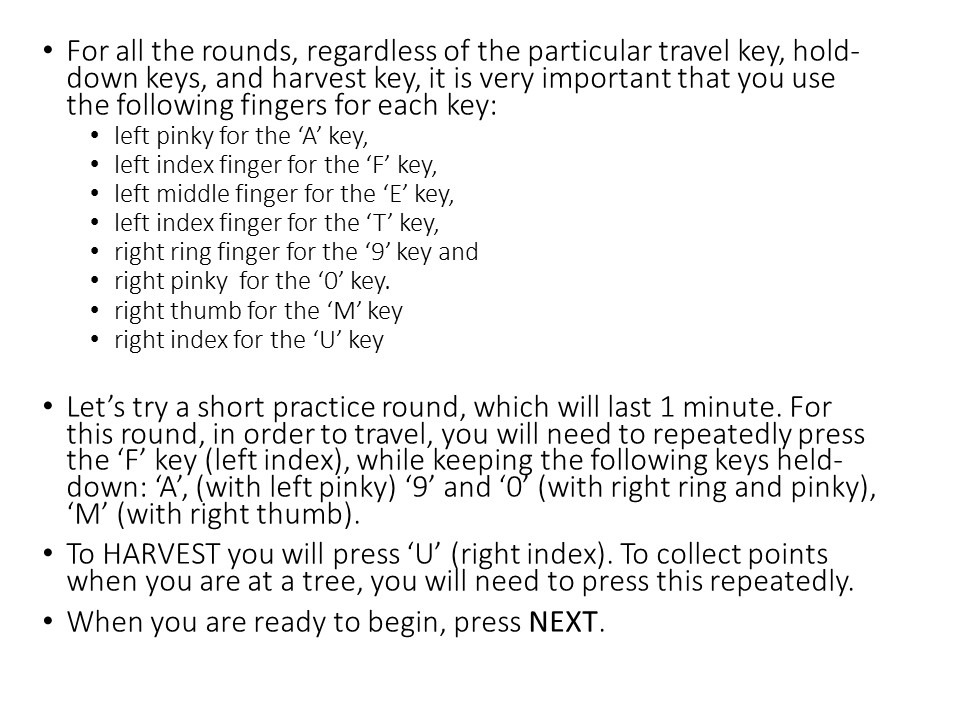 • For all the rounds, regardless of the particular travel key, hold-
down keys, and harvest key, it is very important that you use
the following fingers for each key:
• left pinky for the ‘A’ key,
• left index finger for the ‘F’ key,
• left middle finger for the ‘E’ key,
• left index finger for the ‘T’ key,
• right ring finger for the ‘9’ key and
• right pinky  for the ‘0’ key.
• right thumb for the ‘M’ key
• right index for the ‘U’ key
• Let’s try a short practice round, which will last 1 minute. For
this round, in order to travel, you will need to repeatedly press
the ‘F’ key (left index), while keeping the following keys held-
down: ‘A’, (with left pinky) ‘9’ and ‘0’ (with right ring and pinky),
‘M’ (with right thumb).
• To HARVEST you will press ‘U’ (right index). To collect points
when you are at a tree, you will need to press this repeatedly.
• When you are ready to begin, press NEXT.